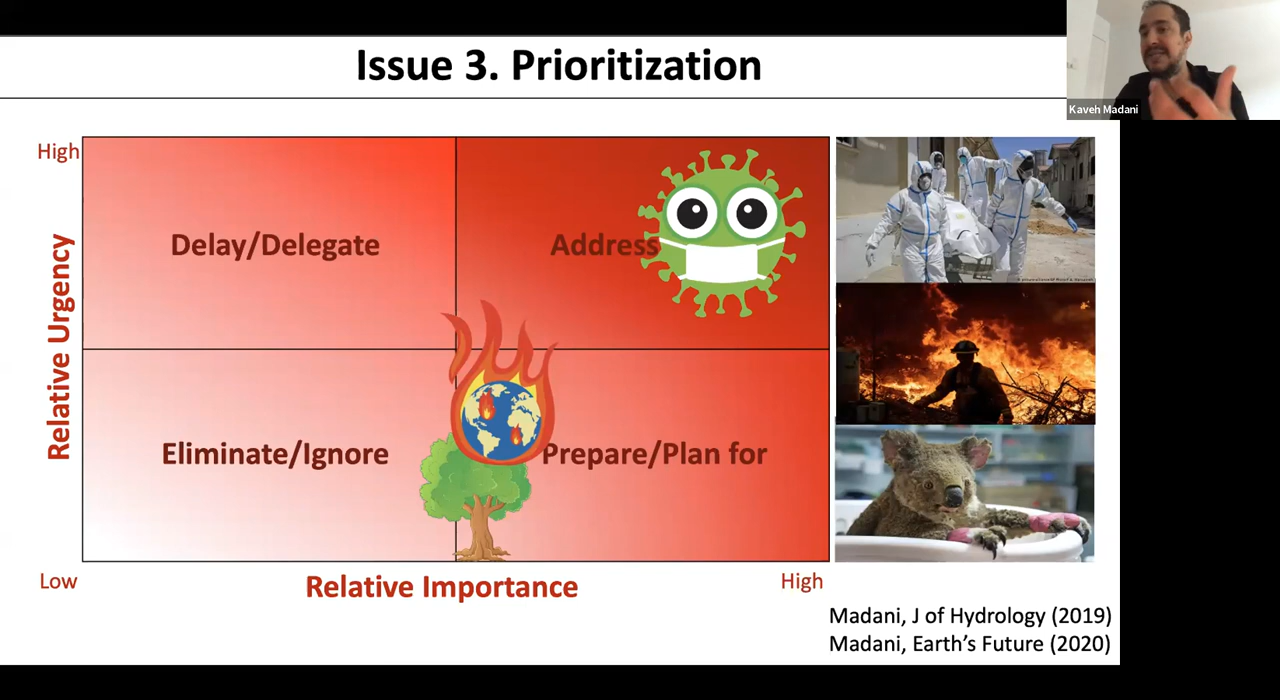 Issue 3. Prioritization
Kaveh Madani
High
Relative Urgency
Delay/Delegate
Address
Eliminate/Ignore
Prepare/Plan for
Low
Relative Importance
High
Madani, J of Hydrology (2019)
Madani, Earth's Future (2020)